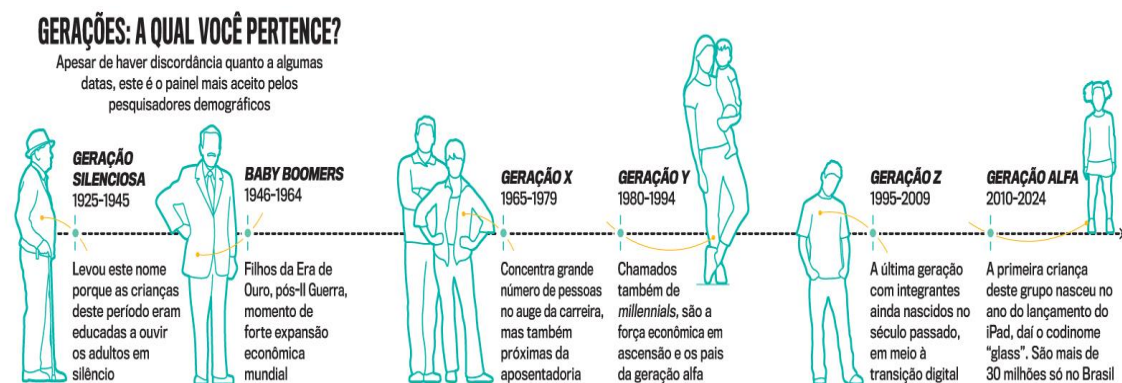 GERAÇÕES: A QUAL VOCÊ PERTENCE?
Apesar de haver discordância quanto a algumas
datas, este é o painel mais aceito pelos
pesquisadores demográficos
GERAÇÃO
SILENCIOSA
1925-1945
Levou este nome
porque as crianças
deste período eram
educadas a ouvir
os adultos em
silêncio
BABY BOOMERS
1946-1964
Filhos da Era de
Ouro, pós-II Guerra,
momento de
forte expansão
econômica
mundial
GERAÇÃO X
1965-1979
Concentra grande
número de pessoas
no auge da carreira,
mas também
próximas da
aposentadoria
GERAÇÃO Y
1980-1994
Chamados
também de
millennials, são a
força econômica em
ascensão e os pais
da geração alfa
GERAÇÃO Z
1995-2009
A última geração
com integrantes
ainda nascidos no
século passado,
em meio à
transição digital
GERAÇÃO ALFA
2010-2024
A primeira criança
deste grupo nasceu no
ano do lançamento do
iPad, daí o codinome
“glass”. São mais de
30 milhões só no Brasil